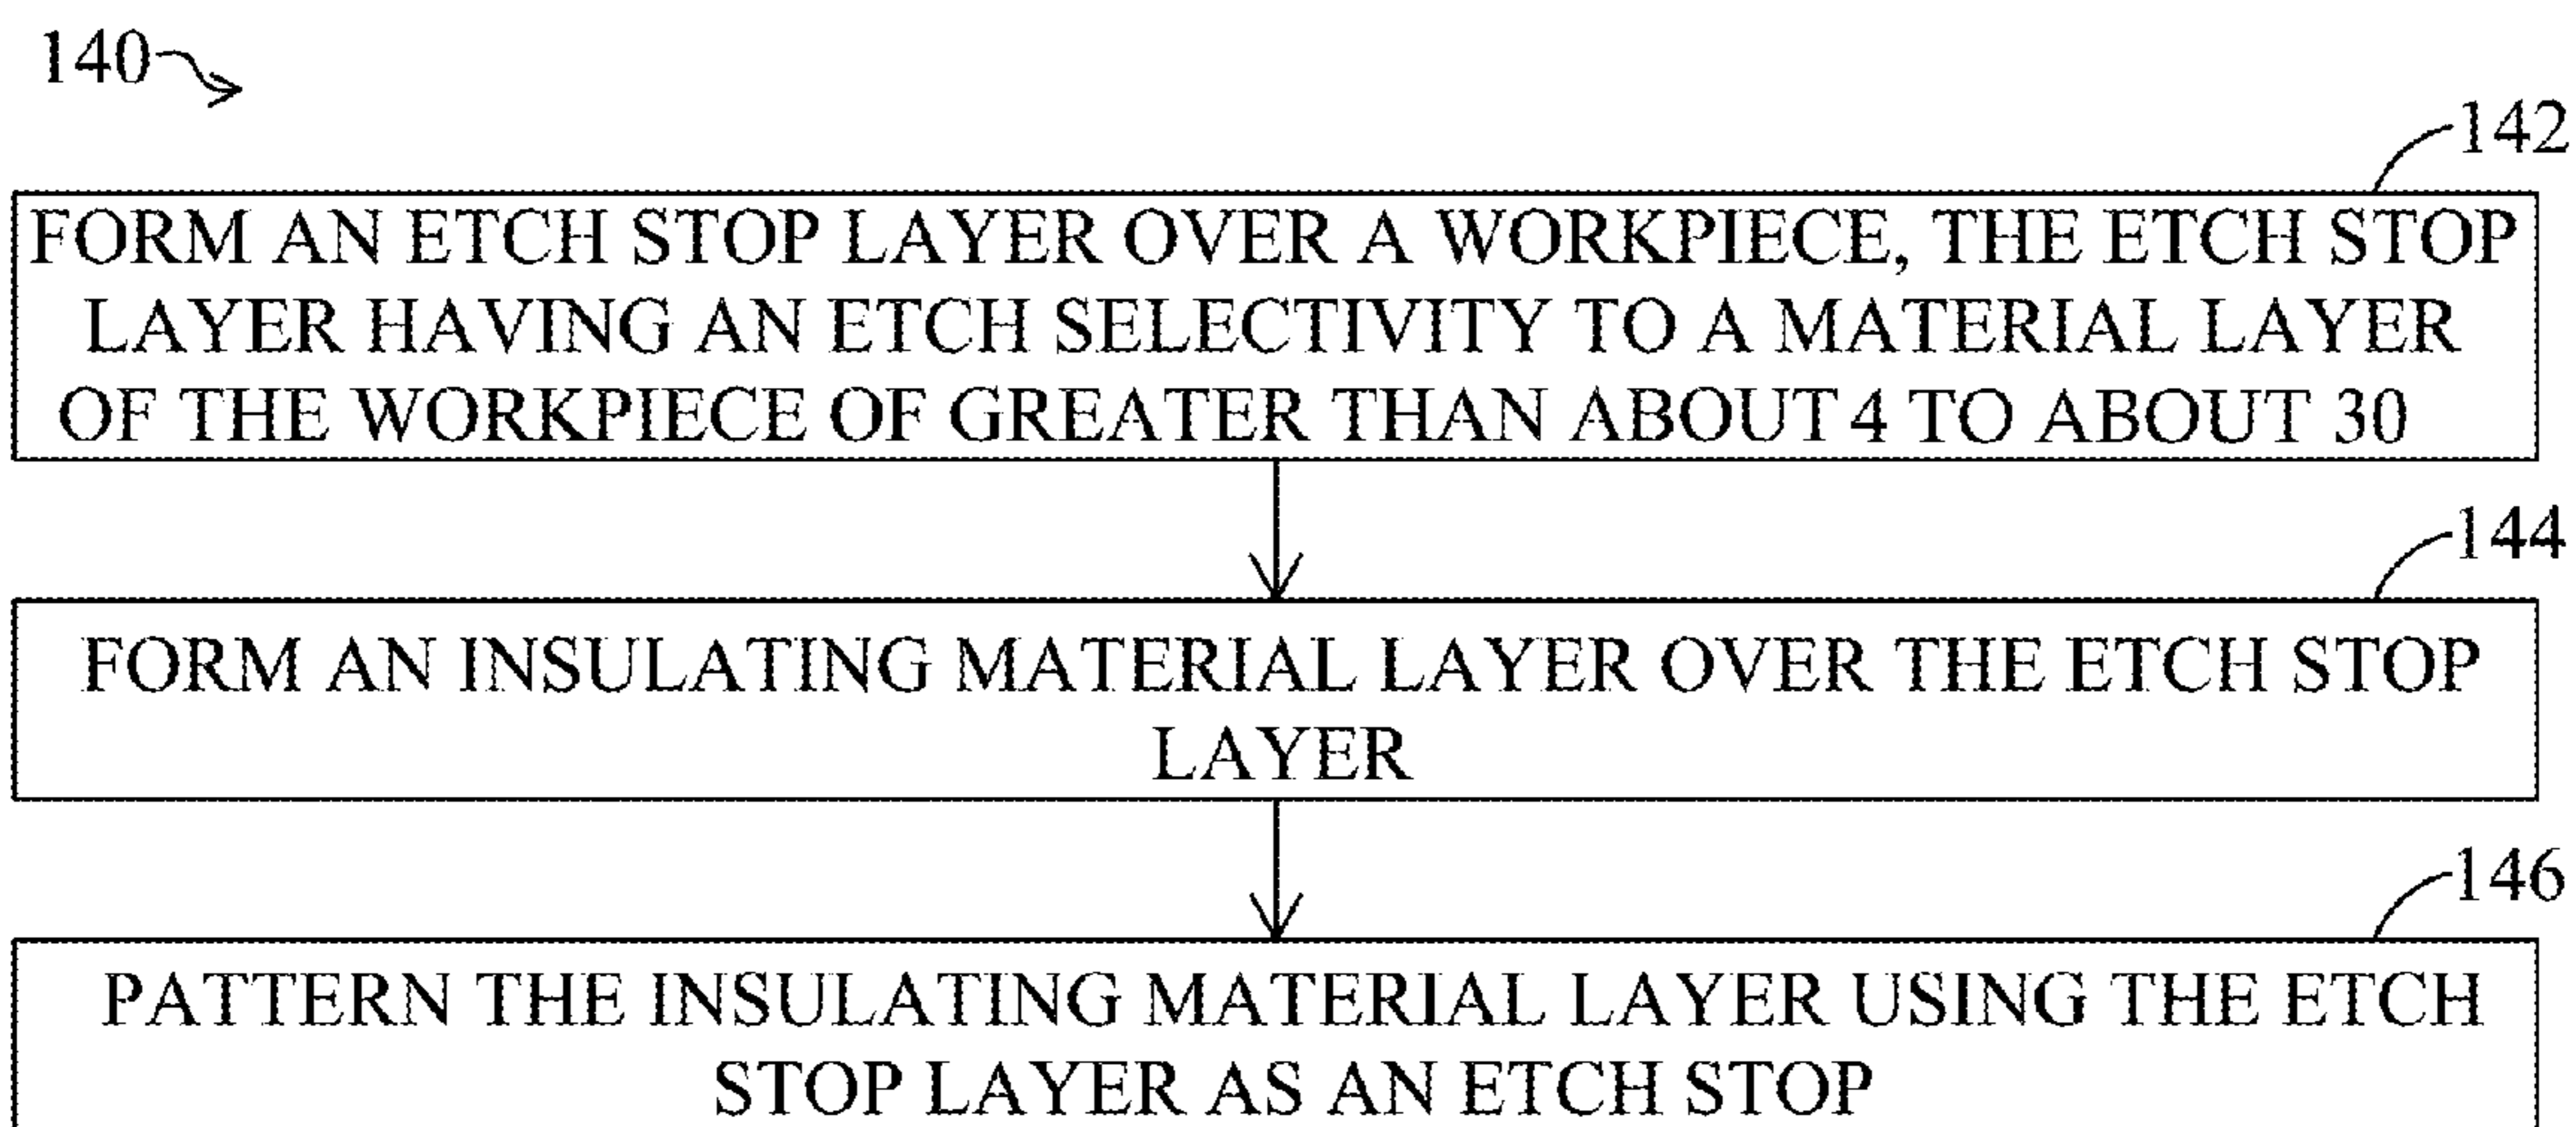 140
142
FORM AN ETCH STOP LAYER OVER A WORKPIECE, THE ETCH STOP
LAYER HAVING AN ETCH SELECTIVITY TO A MATERIAL LAYER
OF THE WORKPIECE OF GREATER THAN ABOUT 4 TO ABOUT 30
144
FORM AN INSULATING MATERIAL LAYER OVER THE ETCH STOP
LAYER
146
PATTERN THE INSULATING MATERIAL LAYER USING THE ETCH
STOP LAYER AS AN ETCH STOP